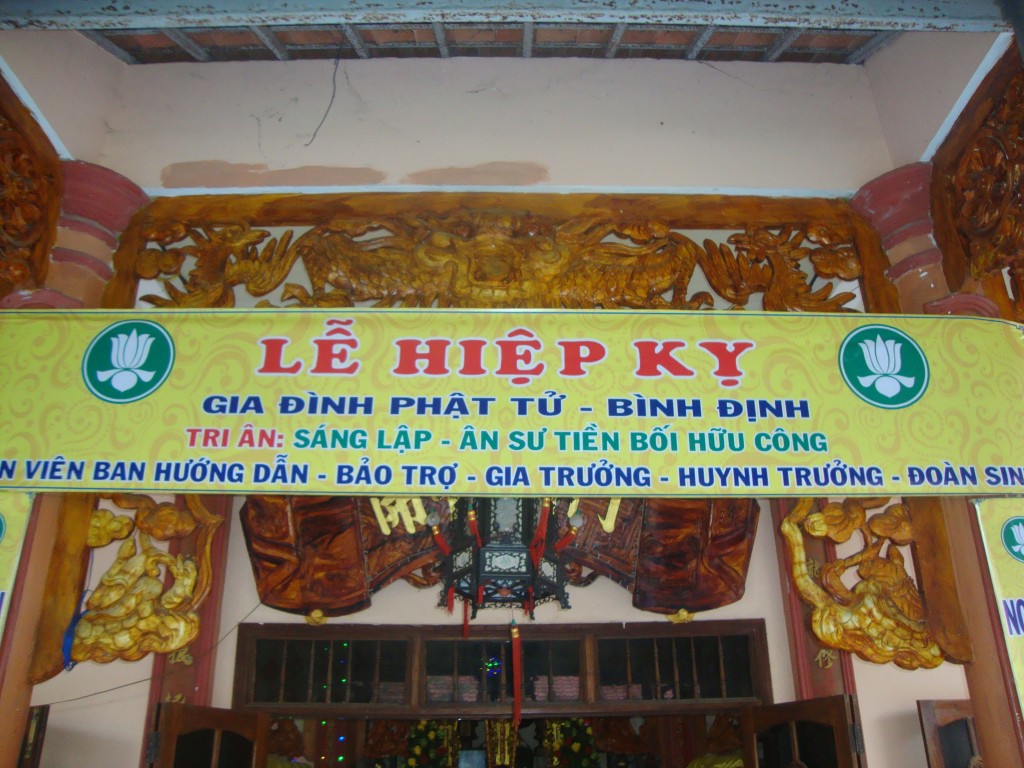 LỄ HIỆP KỴ
GIA ĐÌNH PHẬT TỬ - BÌNH ĐỊNH
TRI ÂN: SÁNG LẬP - ÂN SƯ TIỀN BỐI HỮU CÔNG
N VIÊN BAN HƯỚNG DẪN - BẢO TRỢ - GIA TRƯỞNG - HUYNH TRƯỞNG - ĐOÀN SIN
NG